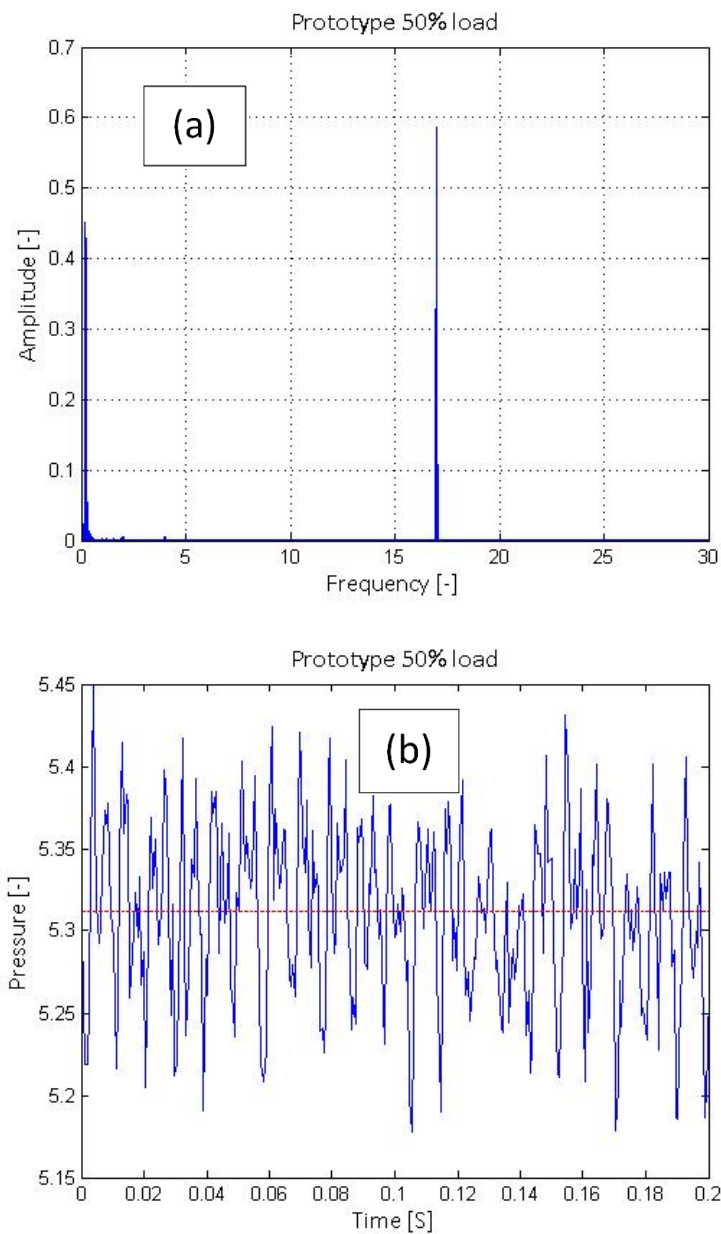 Prototype 50% load
(a)
0.7
0.6
0.5
0.4
0.3
0.2
0.1
0
Amplitude [-]
0 5 10 15 20 25 30
Frequency [-]
Prototype 50% load
(b)
5.45
5.4
5.35
5.3
5.25
5.2
5.15
Pressure [-]
0 0.02 0.04 0.06 0.08 0.1 0.12 0.14 0.16 0.18 0.2
Time [S]